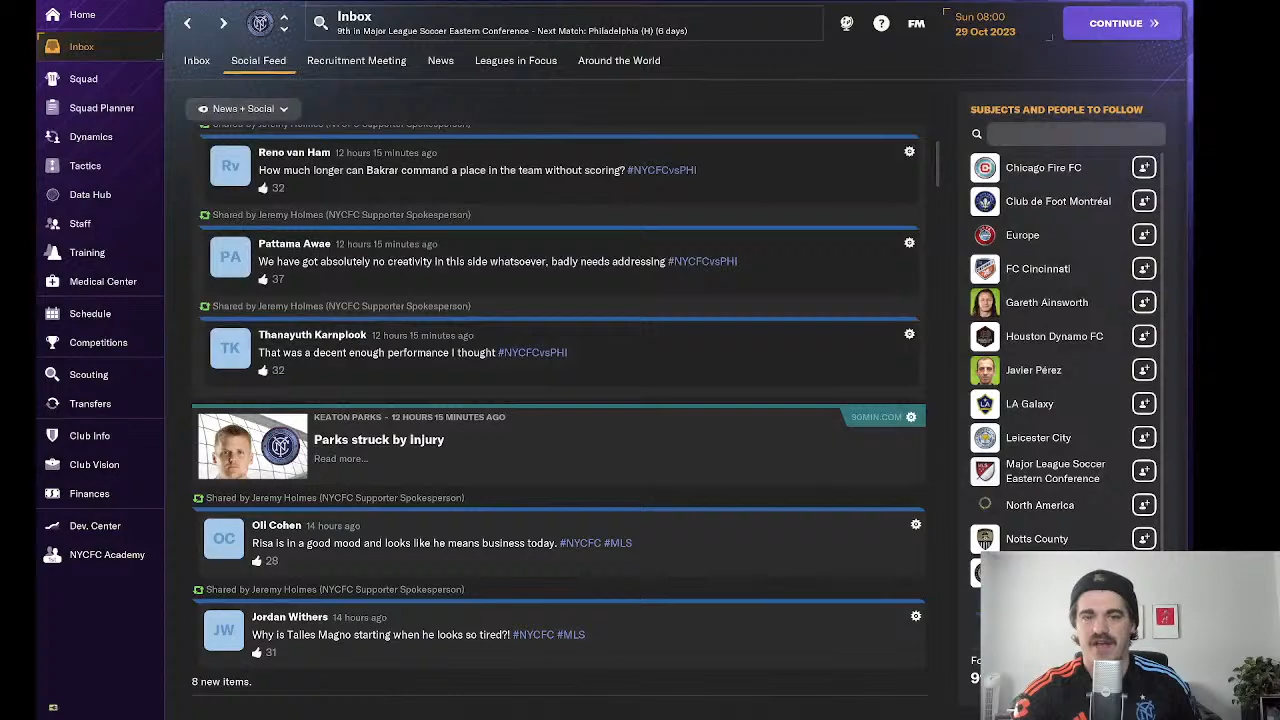 Home
Inbox
Squad
Squad Planner
Dynamics
Tactics
Data Hub
Staff
Training
Medical Center
Schedule
Competitions
Scouting
Transfers
Club Info
Club Vision
Finances
Dev. Center
NYCFC Academy
Inbox
9th in Major League Soccer Eastern Conference - Next Match: Philadelphia (H) (6 days)
FM
Sun 08:00
29 Oct 2023
CONTINUE
Inbox
Social Feed
Recruitment Meeting
News
Leagues in Focus
Around the World
News + Social
Shared by Jeremy Holmes (NYCFC Supporter Spokesperson)
Rv
Reno van Ham 12 hours 15 minutes ago
How much longer can Bakrar command a place in the team without scoring? #NYCFCvsPHI
32
Shared by Jeremy Holmes (NYCFC Supporter Spokesperson)
PA
Pattama Awae 12 hours 15 minutes ago
We have got absolutely no creativity in this side whatsoever, badly needs addressing #NYCFCvsPHI
37
Shared by Jeremy Holmes (NYCFC Supporter Spokesperson)
TK
Thanayuth Karnplook 12 hours 15 minutes ago
That was a decent enough performance I thought #NYCFCvsPHI
32
KEATON PARKS - 12 HOURS 15 MINUTES AGO
90MIN.COM
Parks struck by injury
Read more...
Shared by Jeremy Holmes (NYCFC Supporter Spokesperson)
OC
Oli Cohen 14 hours ago
Risa is in a good mood and looks like he means business today. #NYCFC #MLS
28
Shared by Jeremy Holmes (NYCFC Supporter Spokesperson)
JW
Jordan Withers 14 hours ago
Why is Talles Magno starting when he looks so tired?! #NYCFC #MLS
31
8 new items.
SUBJECTS AND PEOPLE TO FOLLOW
Chicago Fire FC
Club de Foot Montréal
Europe
FC Cincinnati
Gareth Ainsworth
Houston Dynamo FC
Javier Pérez
LA Galaxy
Leicester City
Major League Soccer
Eastern Conference
North America
Notts County